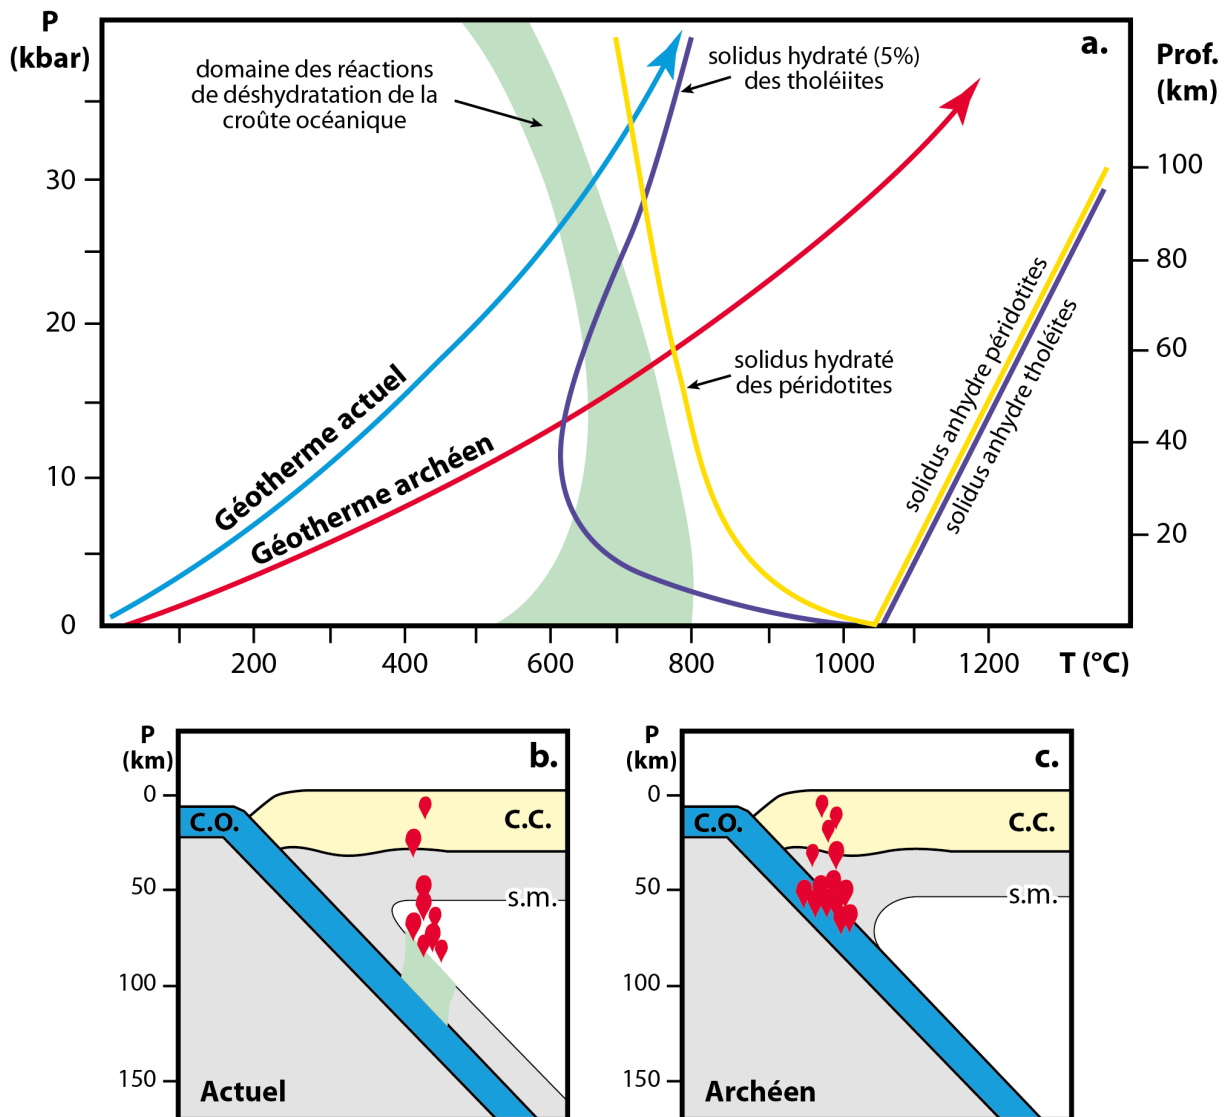 P
(kbar)
a.
Prof.
(km)
domaine des réactions
de déshydratation de la
croûte océanique
solidus hydraté (5%)
des tholéiites
30
20
10
0
100
80
60
40
20
solidus hydraté
des péridotites
Géotherme actuel
Géotherme archéen
solidus anhydre péridotites
solidus anhydre tholéites
200
400
600
800
1000
1200
T (°C)
P
(km)
b.
0
50
100
150
C.O.
C.C.
s.m.
Actuel
P
(km)
c.
0
50
100
150
C.O.
C.C.
s.m.
Archéen